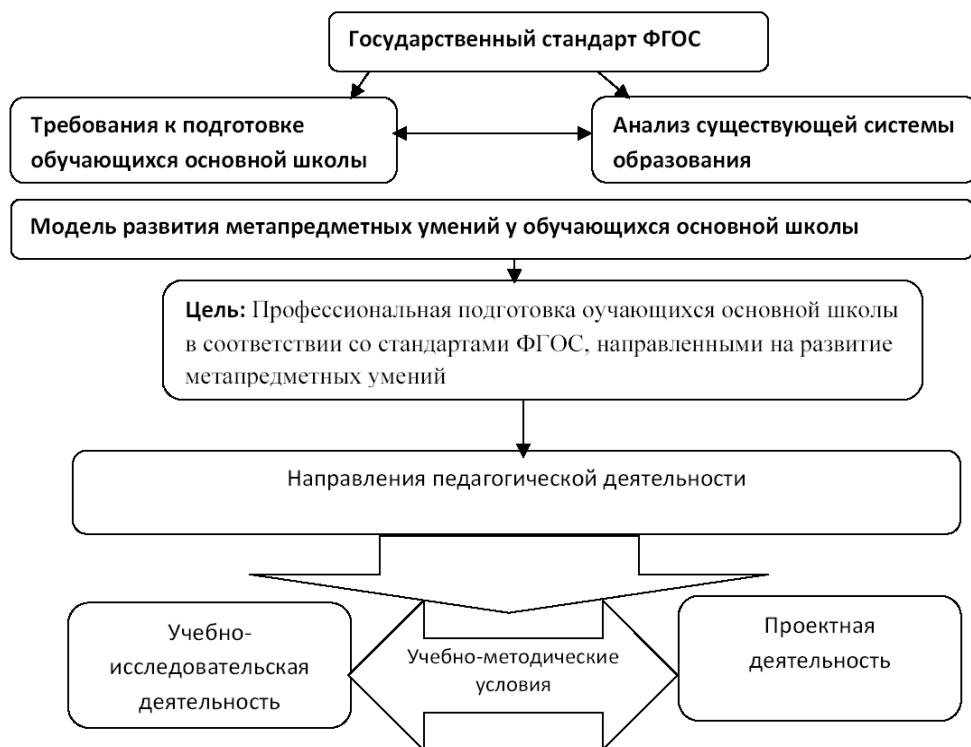 Государственный стандарт ФГОС
Требования к подготовке
обучающихся основной школы
Анализ существующей системы
образования
Модель развития метапредметных умений у обучающихся основной школы
Цель: Профессиональная подготовка оучающихся основной школы
в соответствии со стандартами ФГОС, направленными на развитие
метапредметных умений
Направления педагогической деятельности
Учебно-
исследовательская
деятельность
Учебно-методические
условия
Проектная
деятельность